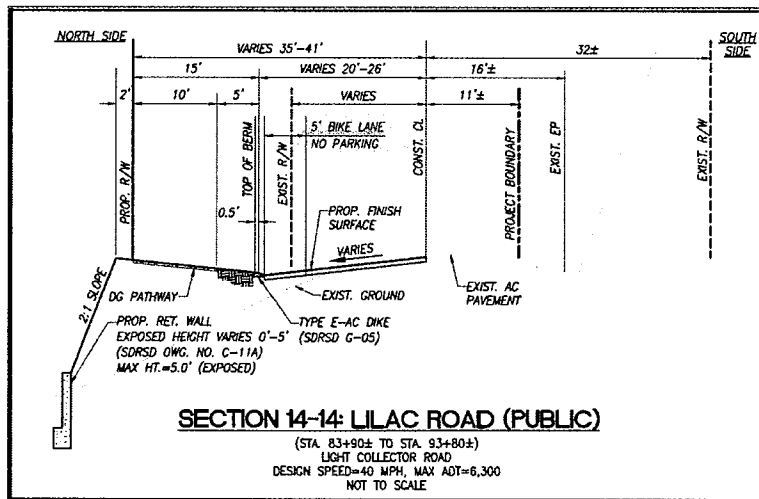 NORTH SIDE
SOUTH SIDE
VARIES 35'-41'
32±
15'
VARIES 20'-26'
16'±
2'
10'
5'
VARIES
11'±
PROP. R/W
TOP OF BERM
EXIST. R/W
5' BIKE LANE
NO PARKING
CONST. CL
PROJECT BOUNDARY
EXIST. EP
EXIST. R/W
0.5'
PROP. FINISH
SURFACE
VARIES
2:1 SLOPE
DG PATHWAY
EXIST. GROUND
EXIST. AC
PAVEMENT
PROP. RET. WALL
EXPOSED HEIGHT VARIES 0'-5'
(SDRSD DWG. NO. C-11A)
MAX HT.=5.0' (EXPOSED)
TYPE E-AC DIKE
(SDRSD G-05)
SECTION 14-14: LILAC ROAD (PUBLIC)
(STA. 83+90± TO STA. 93+80±)
LIGHT COLLECTOR ROAD
DESIGN SPEED=40 MPH, MAX ADT=6,300
NOT TO SCALE